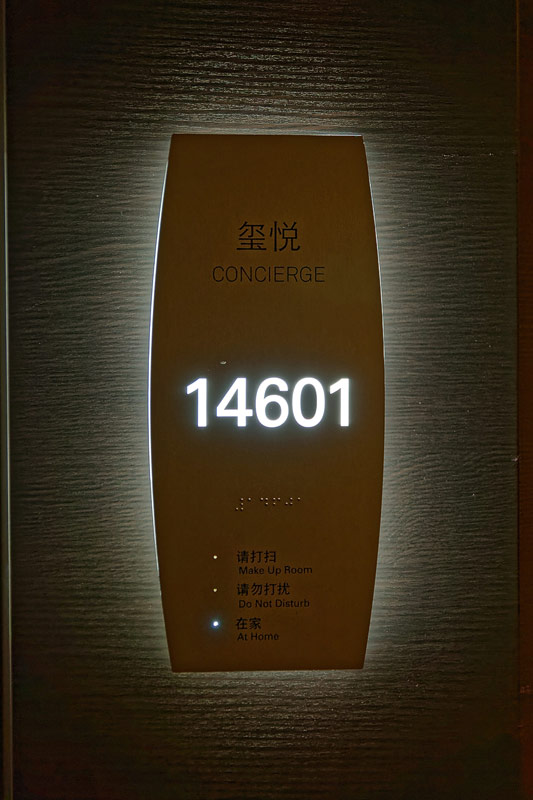 玺悦
CONCIERGE
14601
请打扫
Make Up Room
请勿打扰
Do Not Disturb
在家
At Home